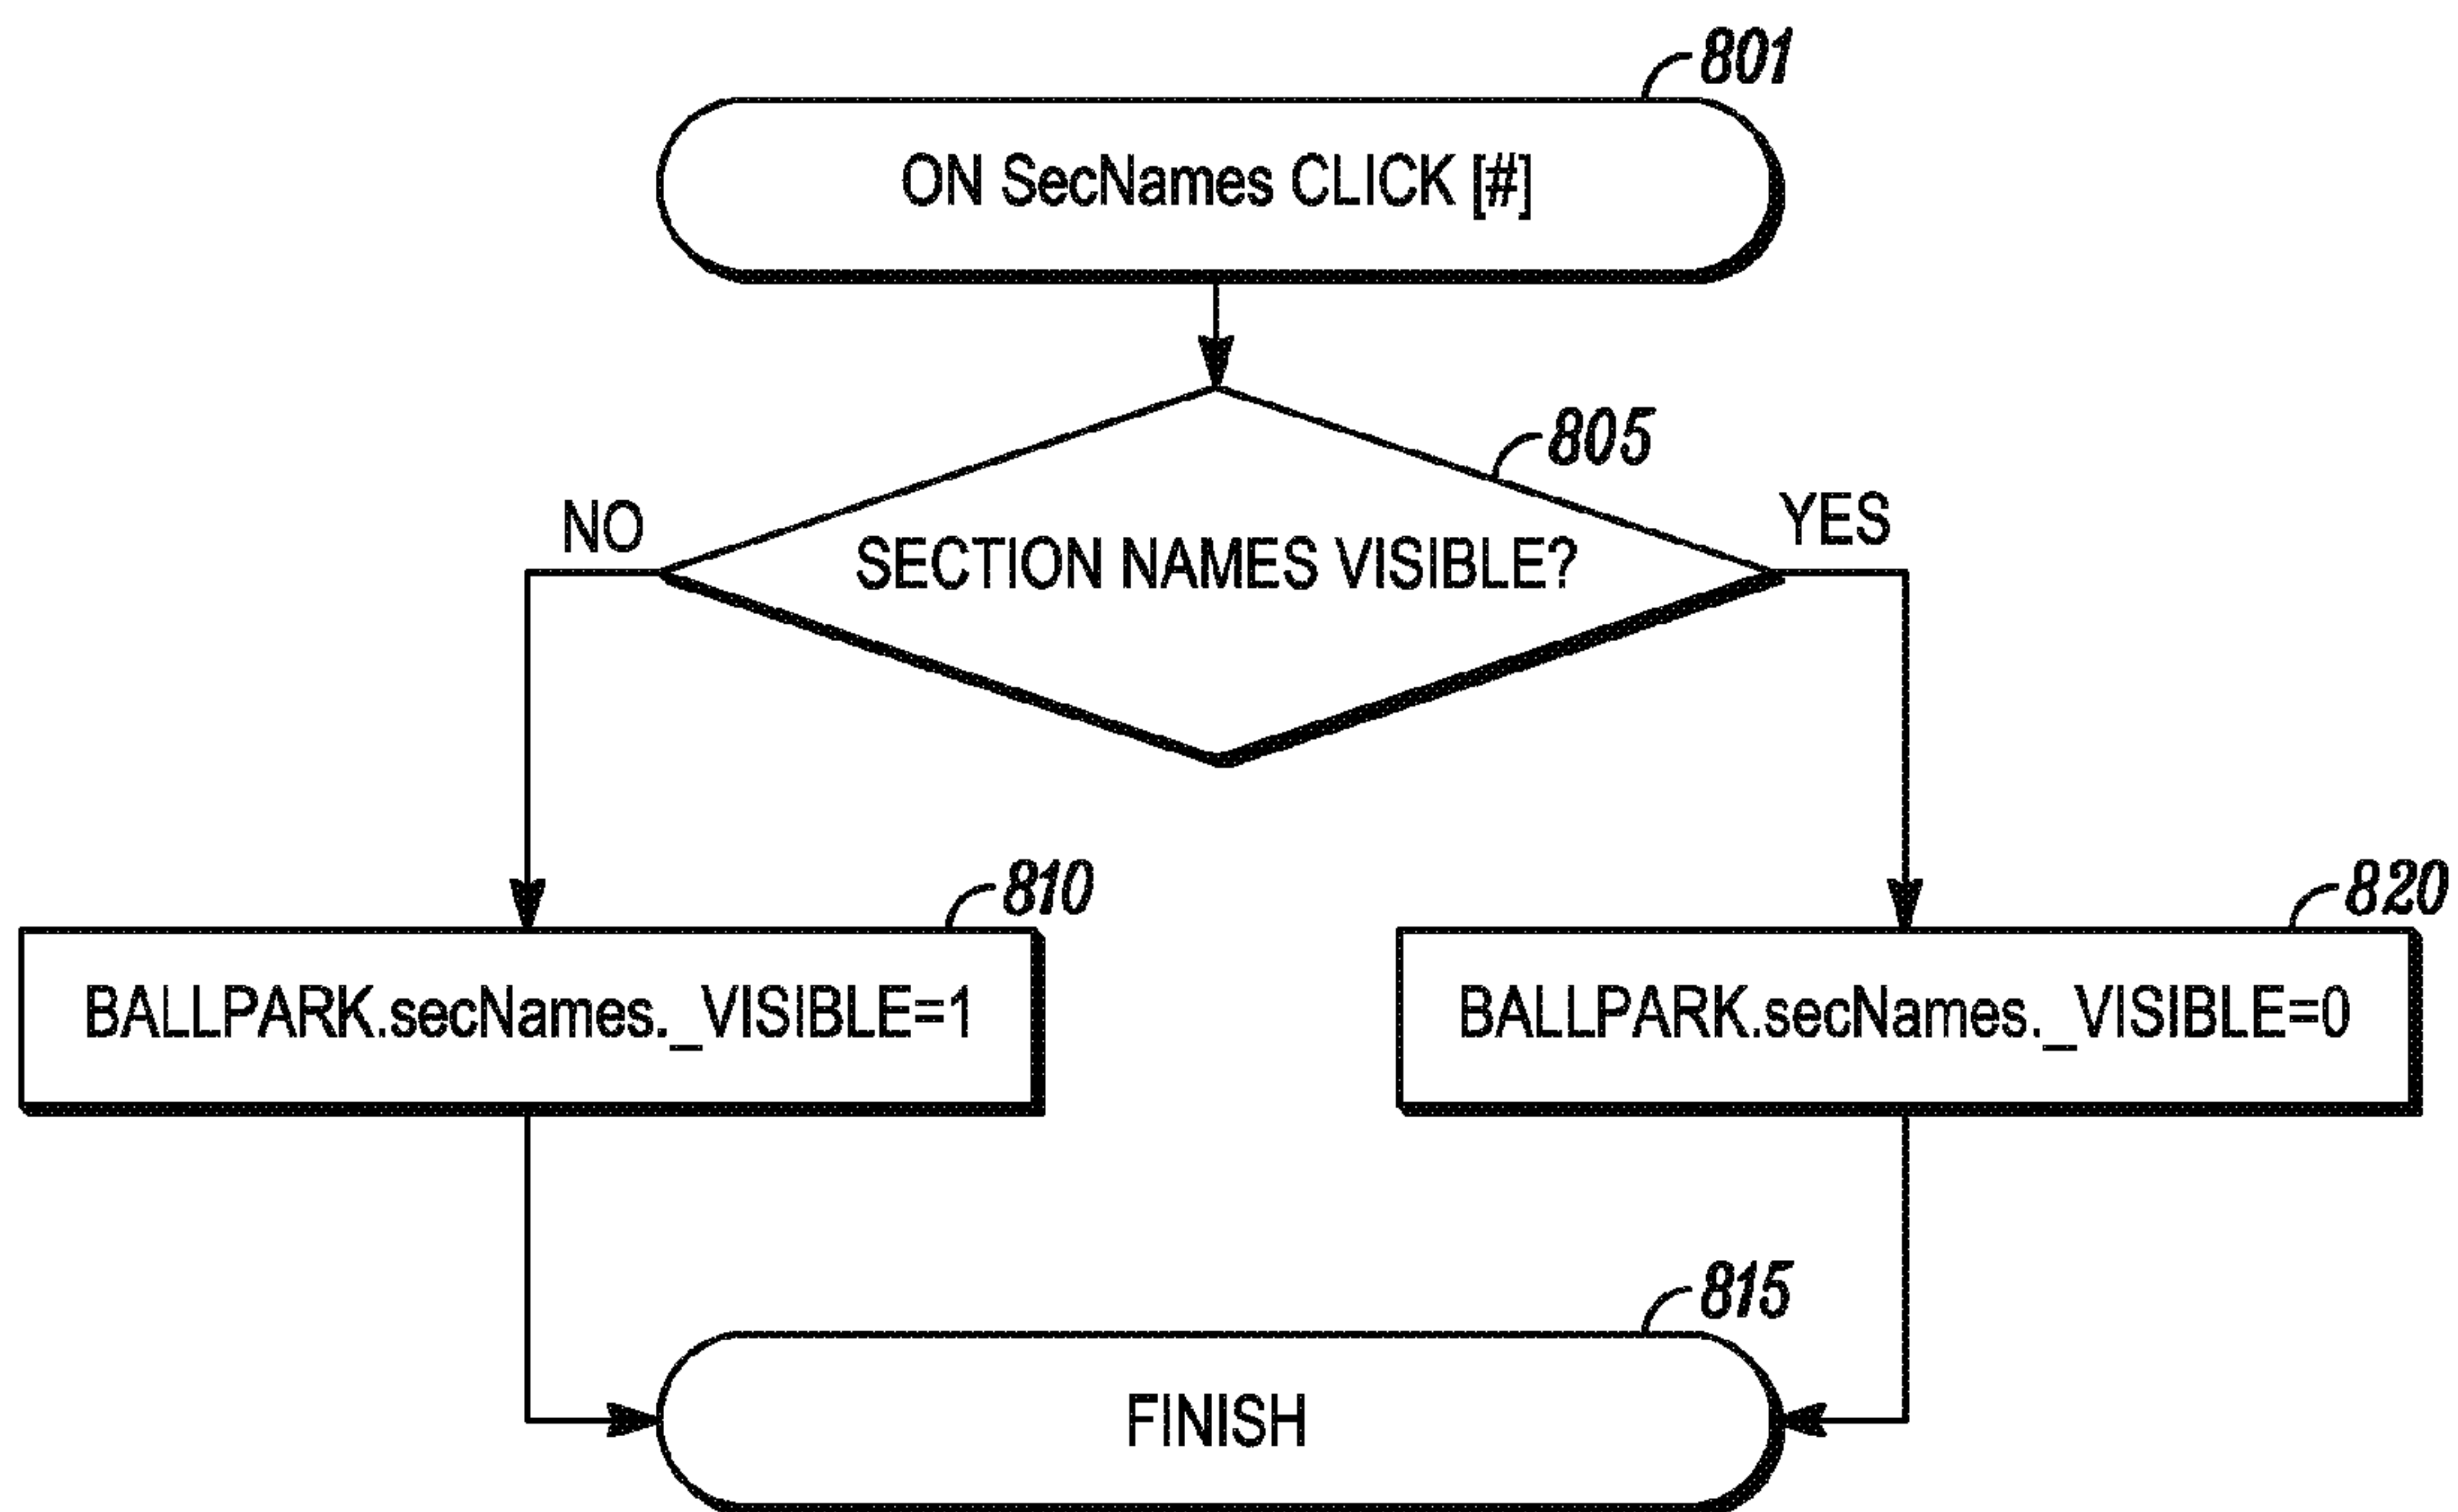 801
ON SecNames CLICK [#]
805
NO
YES
SECTION NAMES VISIBLE?
810
820
BALLPARK.secNames._VISIBLE=1
BALLPARK.secNames._VISIBLE=0
815
FINISH